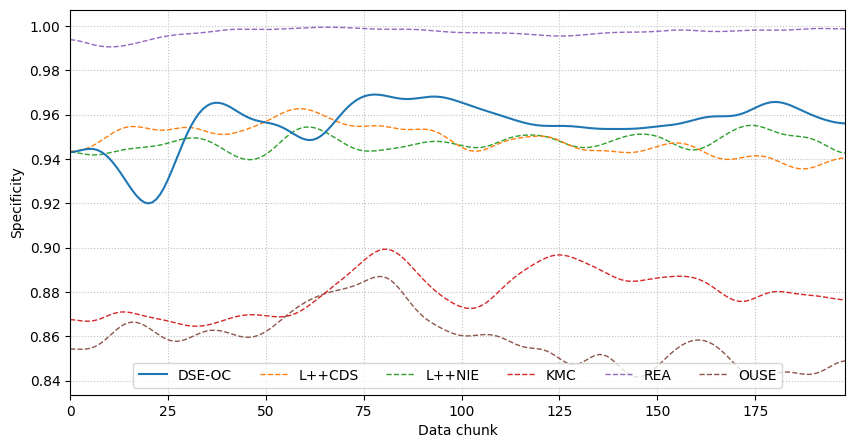 1.00
0.98
0.96
0.94
0.92
0.90
0.88
0.86
0.84
Specificity
DSE-OC L++CDS L++NIE KMC REA OUSE
0 25 50 75 100 125 150 175
Data chunk